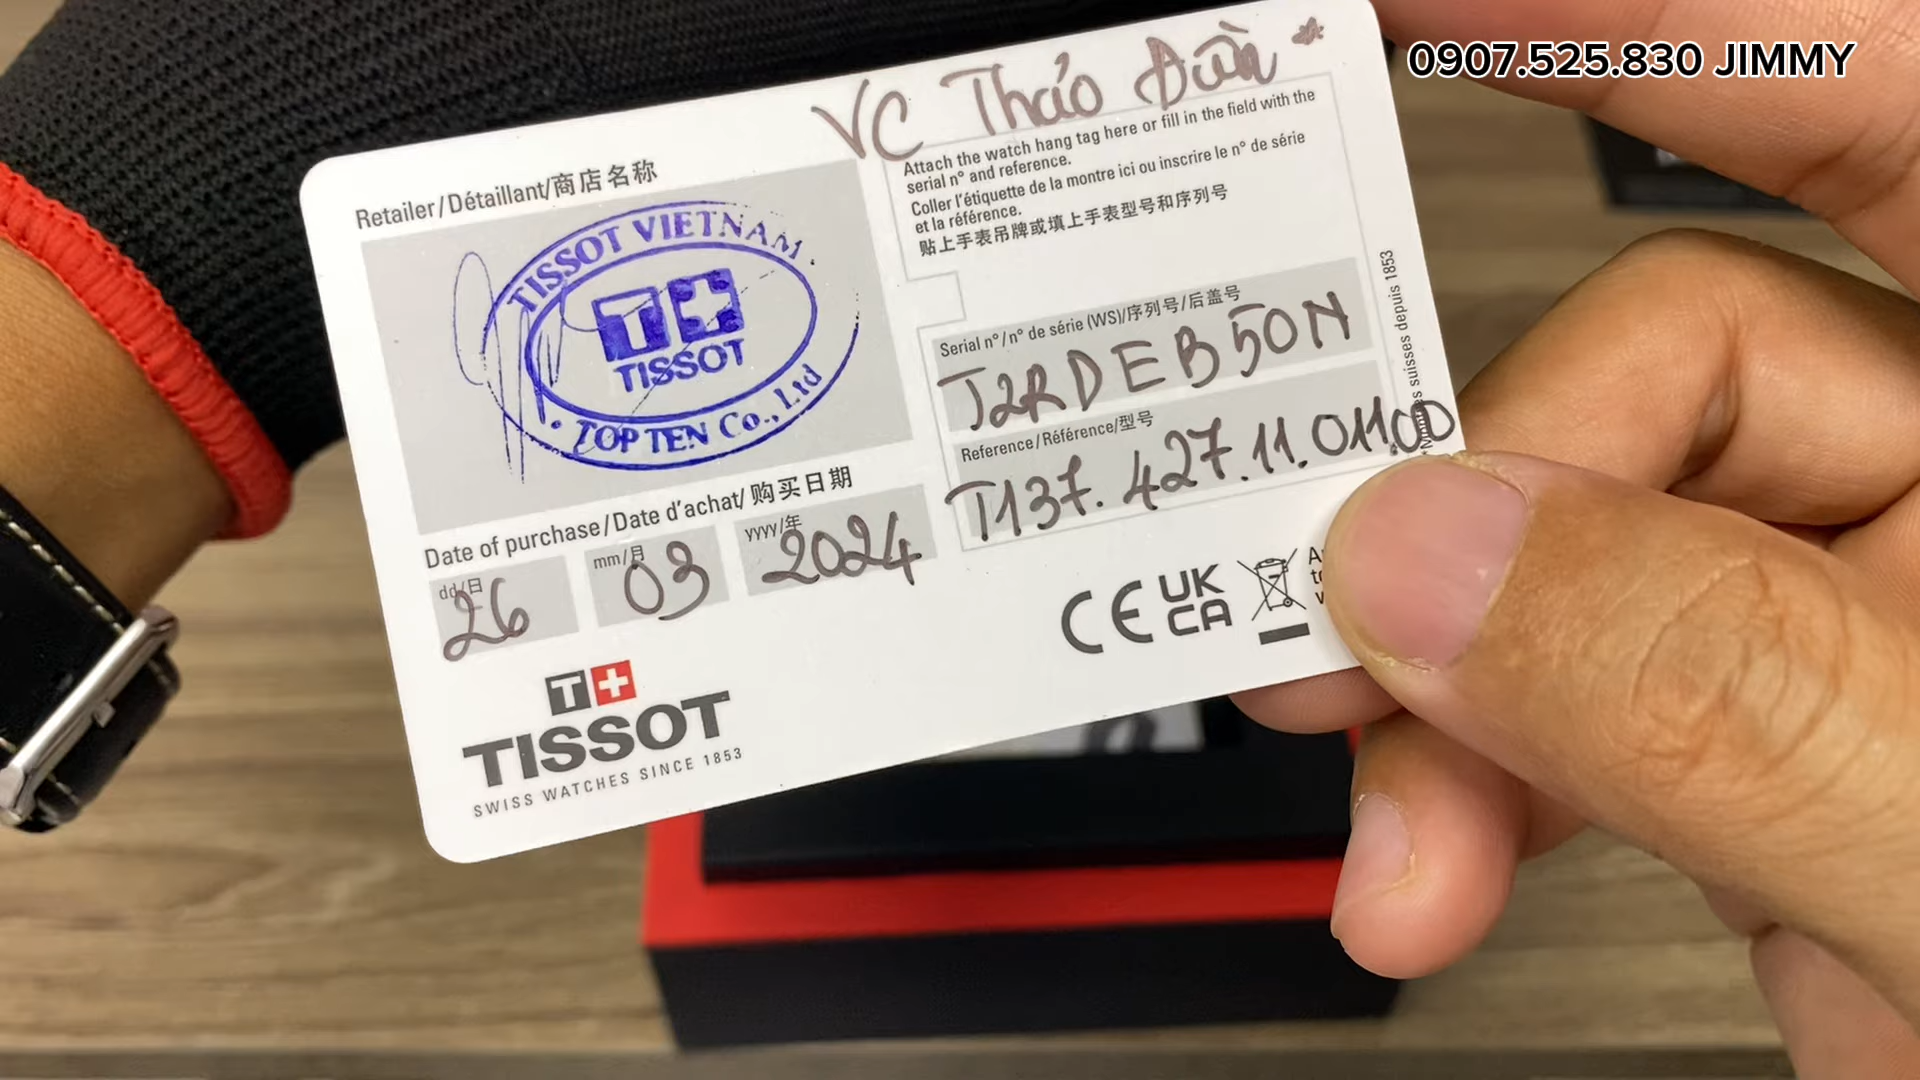 0907.525.830 JIMMY
VC Thảo Điền
Retailer/Détaillant/商店名称
TISSOT VIETNAM
T+
TISSOT
TOP TEN Co., Ltd
Attach the watch hang tag here or fill in the field with the
serial n° and reference.
Coller l'étiquette de la montre ici ou inscrire le n° de série
et la référence.
贴上手表吊牌或填上手表型号和序列号
Serial n°/n° de série (WS)/序列号/后盖号
J2RDEB50N
Reference/Référence/型号
T137.427.11.011.00
suisses depuis 1853
Date of purchase/Date d'achat/购买日期
dd/日 mm/月 yyyy/年
26 03 2024
CE UK
CA
T+
TISSOT
SWISS WATCHES SINCE 1853